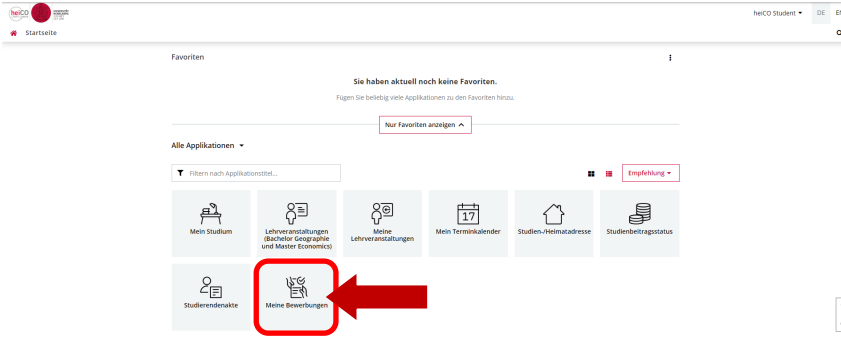 heiCO
heiCO Student
DE
Startseite
Favoriten
Sie haben aktuell noch keine Favoriten.
Fügen Sie beliebig viele Applikationen zu den Favoriten hinzu.
Nur Favoriten anzeigen
Alle Applikationen
Filtern nach Applikationstitel...
Empfehlung
Mein Studium
Lehrveranstaltungen
(Bachelor Geographie
und Master Economics)
Meine
Lehrveranstaltungen
17
Mein Terminkalender
Studien-/Heimatadresse
Studienbeitragsstatus
Studierendenakte
Meine Bewerbungen